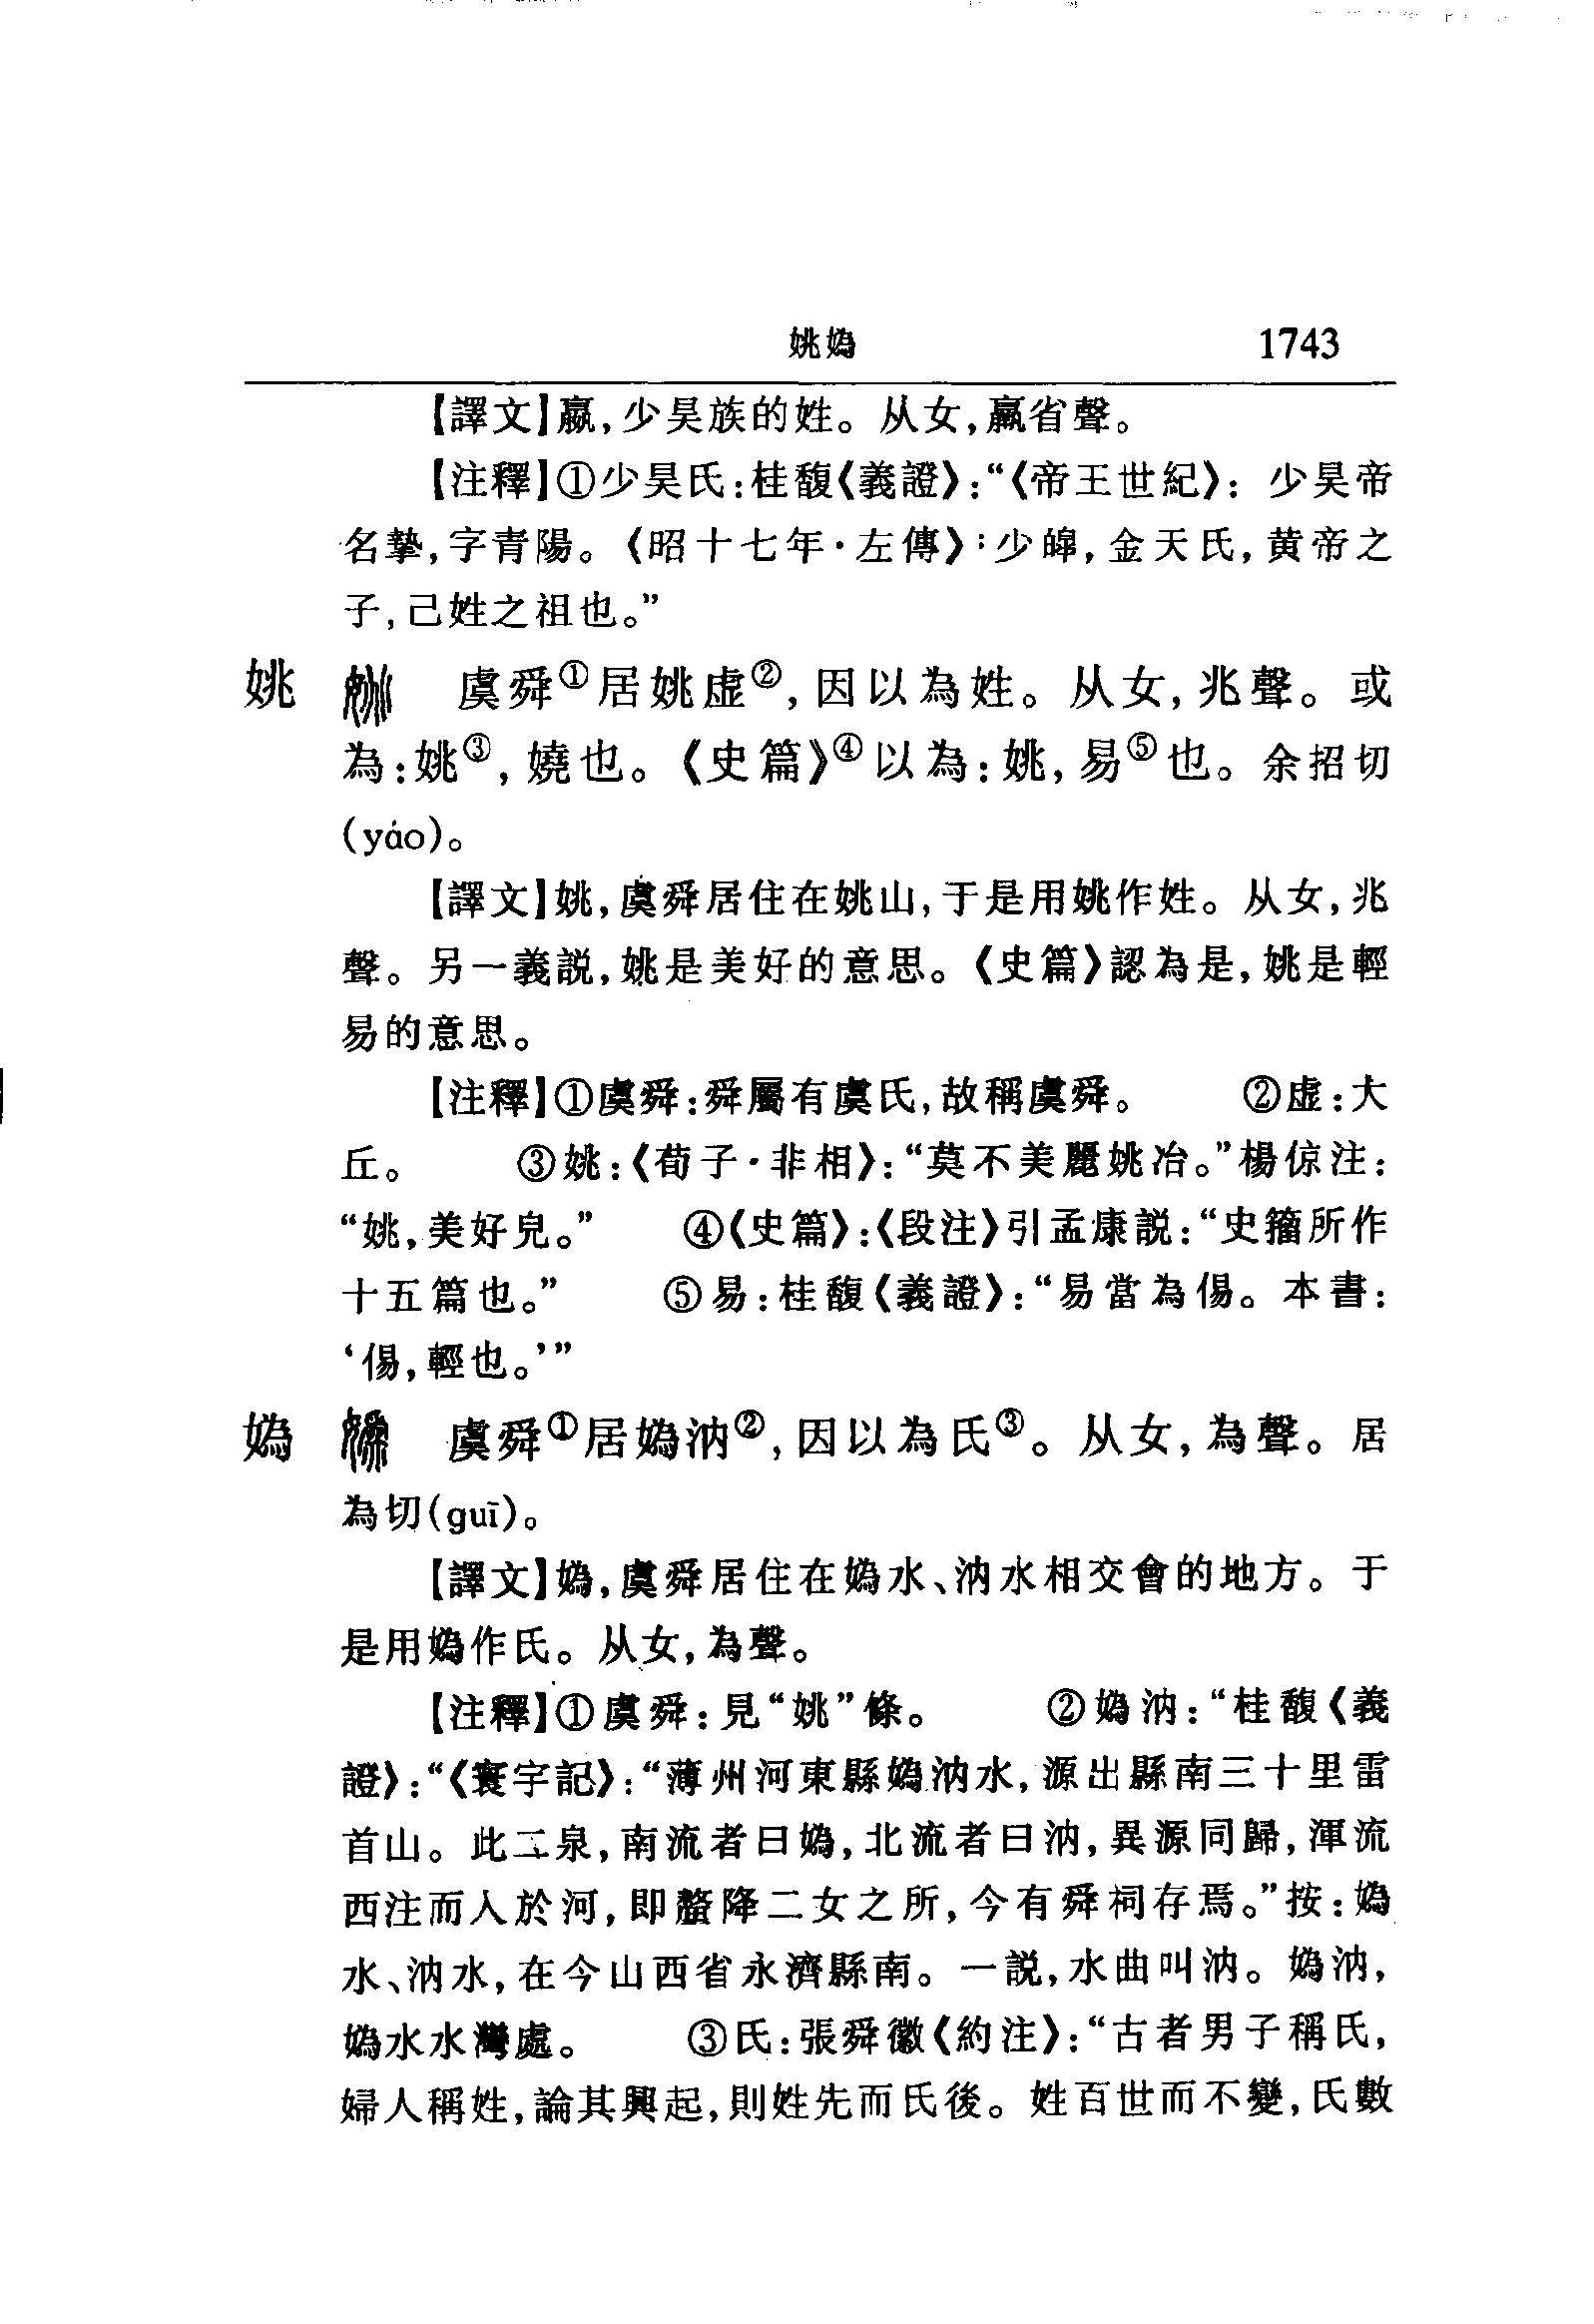 姚媯 1743
【譯文】嬴,少昊族的姓。从女,羸省聲。
【注釋】①少昊氏:桂馥《義證》:“《帝王世紀》: 少昊帝
名摯,字青陽。《昭十七年·左傳》:少皞,金天氏,黄帝之
子,己姓之祖也。”
姚 虞舜①居姚虚②,因以為姓。从女,兆聲。或
為:姚③,嬈也。《史篇》④以為:姚,易⑤也。余招切
(yáo)。
【譯文】姚,虞舜居住在姚山,于是用姚作姓。从女,兆
聲。另一義説,姚是美好的意思。《史篇》認為是,姚是輕
易的意思。
【注釋】①虞舜:舜屬有虞氏,故稱虞舜。 ②虚:大
丘。 ③姚:《荀子·非相》:“莫不美麗姚冶。”楊倞注:
“姚,美好皃。” ④《史篇》:《段注》引孟康説:“史籀所作
十五篇也。” ⑤易:桂馥《義證》:“易當為傷。本書:
‘傷,輕也。’”
媯 虞舜①居媯汭②,因以為氏③。从女,為聲。居
為切(guī)。
【譯文】媯,虞舜居住在媯水、汭水相交會的地方。于
是用媯作氏。从女,為聲。
【注釋】①虞舜:見“姚”條。 ②媯汭:“桂馥《義
證》:“《寰宇記》:“薄州河東縣媯汭水,源出縣南三十里雷
首山。此二泉,南流者曰媯,北流者曰汭,異源同歸,渾流
西注而入於河,即釐降二女之所,今有舜祠存焉。”按:媯
水、汭水,在今山西省永濟縣南。一説,水曲叫汭。媯汭,
媯水水灣處。 ③氏:張舜徽《約注》:“古者男子稱氏,
婦人稱姓,論其興起,則姓先而氏後。姓百世而不變,氏數